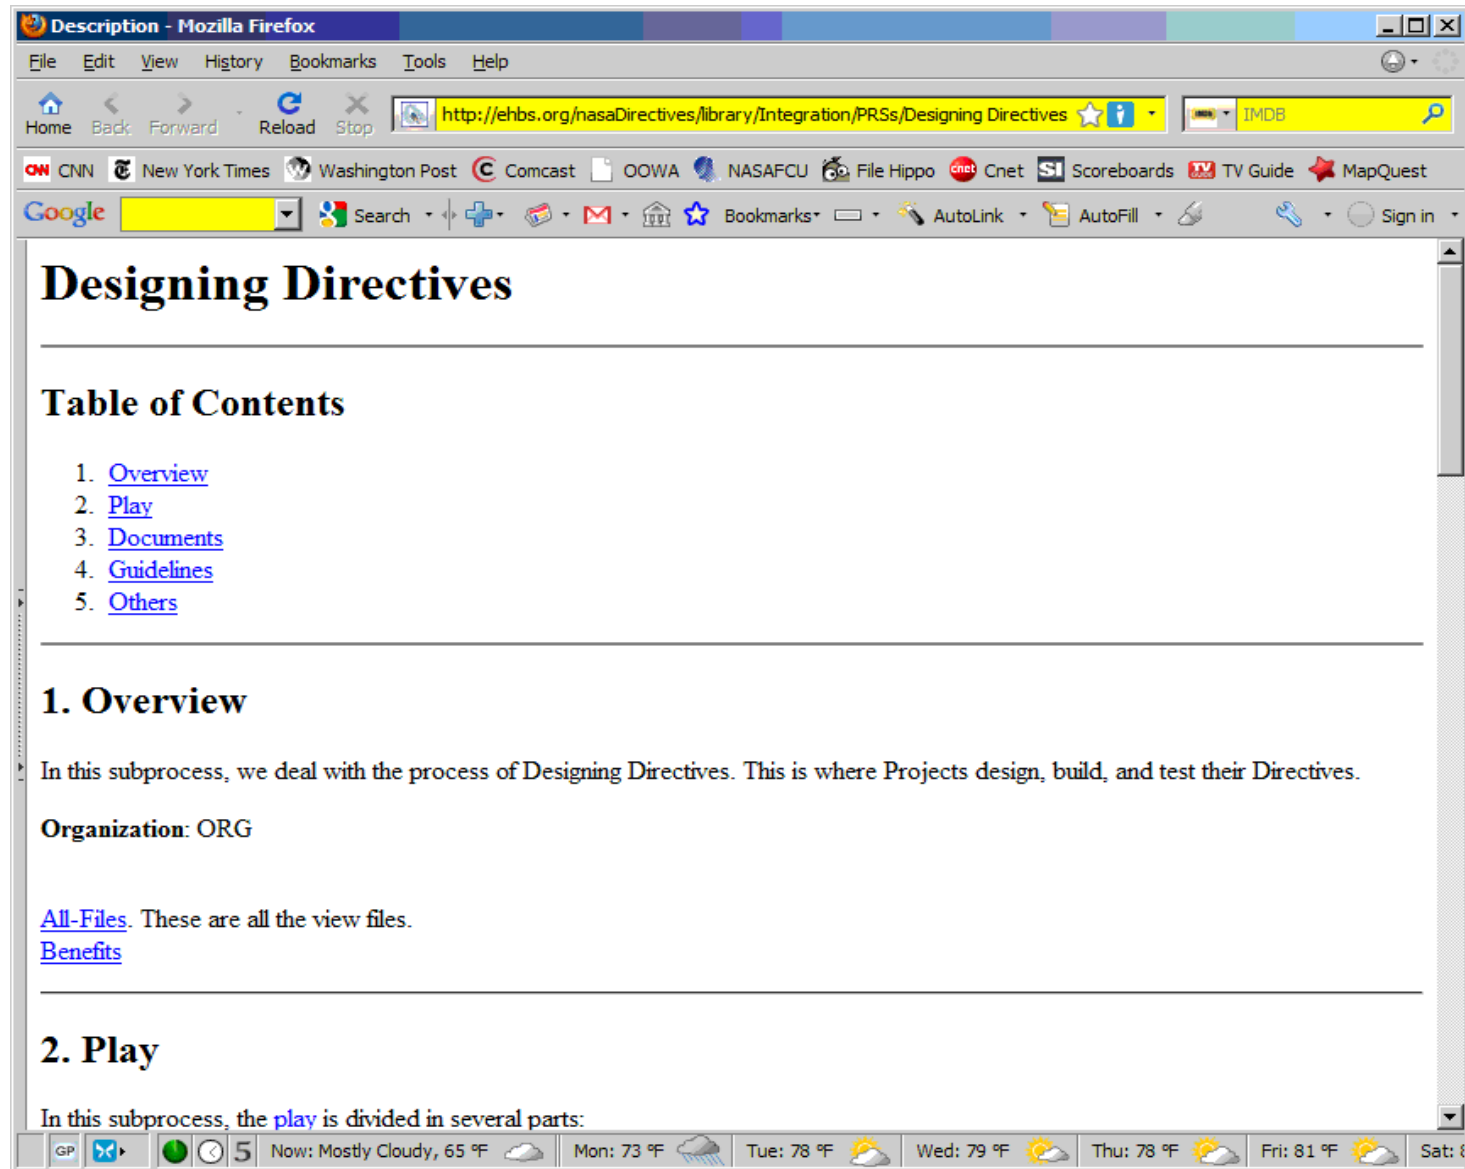 Description - Mozilla Firefox
File Edit View History Bookmarks Tools Help
Home Back Forward Reload Stop http://ehbs.org/nasaDirectives/library/Integration/PRSs/Designing Directives IMDB
CNN New York Times Washington Post Comcast OOWA NASAFCU File Hippo cnet Cnet SI Scoreboards TV Guide MapQuest
Google Search Bookmarks AutoLink AutoFill Sign in
Designing Directives
Table of Contents
1. Overview
2. Play
3. Documents
4. Guidelines
5. Others
1. Overview
In this subprocess, we deal with the process of Designing Directives. This is where Projects design, build, and test their Directives.
Organization: ORG
All-Files. These are all the view files.
Benefits
2. Play
In this subprocess, the play is divided in several parts:
GP 5 Now: Mostly Cloudy, 65 °F Mon: 73 °F Tue: 78 °F Wed: 79 °F Thu: 78 °F Fri: 81 °F Sat: